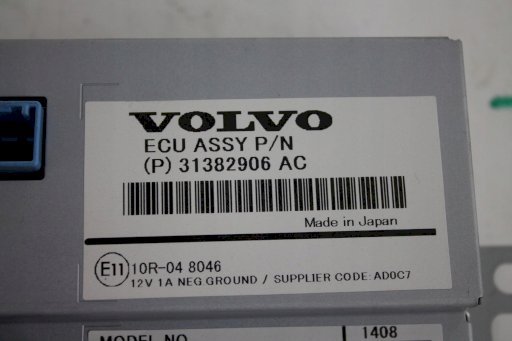 VOLVO
ECU ASSY P/N
(P) 31382906 AC
Made in Japan
E11 10R-04 8046
12V 1A NEG GROUND / SUPPLIER CODE: AD0C7
MODEL NO 1408